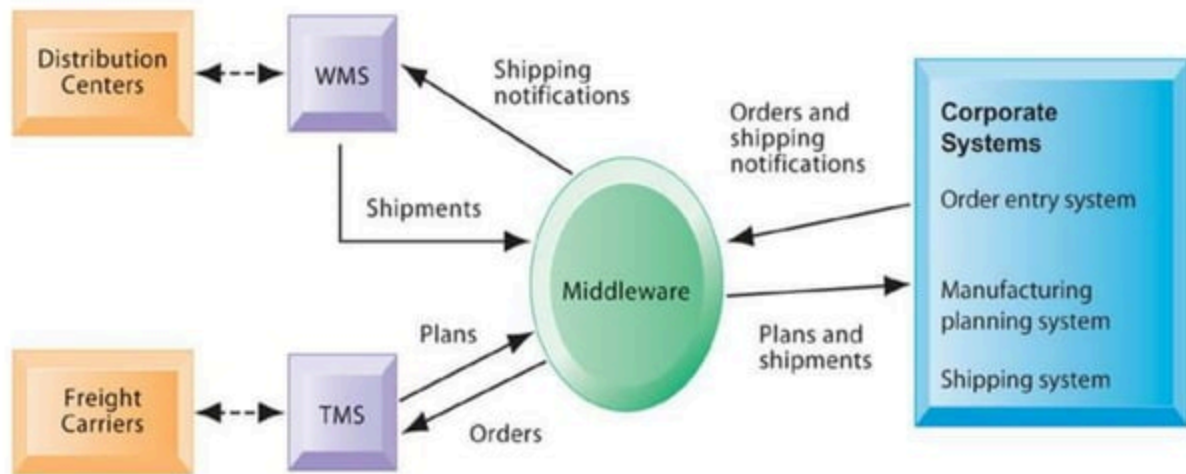 Distribution
Centers
WMS
Shipping
notifications
Orders and
shipping
notifications
Corporate
Systems
Order entry system
Shipments
Middleware
Manufacturing
planning system
Plans
Plans and
shipments
Shipping system
Freight
Carriers
TMS
Orders